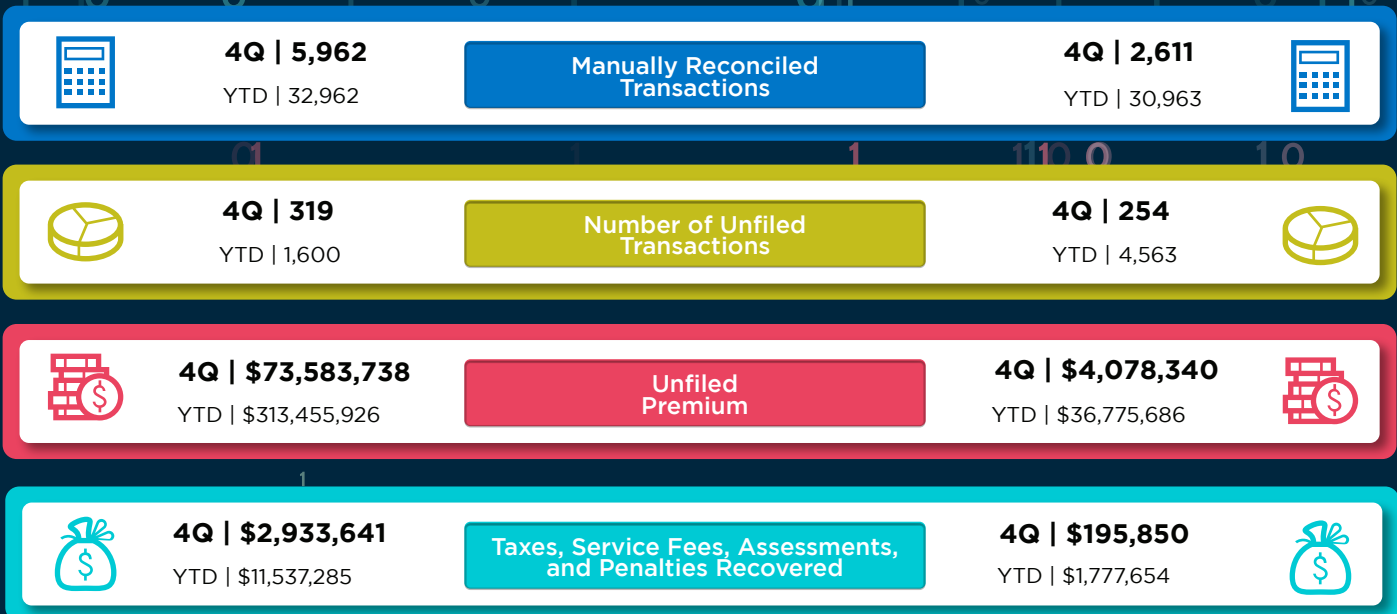 4Q | 5,962
YTD | 32,962
Manually Reconciled
Transactions
4Q | 2,611
YTD | 30,963
4Q | 319
YTD | 1,600
Number of Unfiled
Transactions
4Q | 254
YTD | 4,563
4Q | $73,583,738
YTD | $313,455,926
Unfiled
Premium
4Q | $4,078,340
YTD | $36,775,686
4Q | $2,933,641
YTD | $11,537,285
Taxes, Service Fees, Assessments,
and Penalties Recovered
4Q | $195,850
YTD | $1,777,654